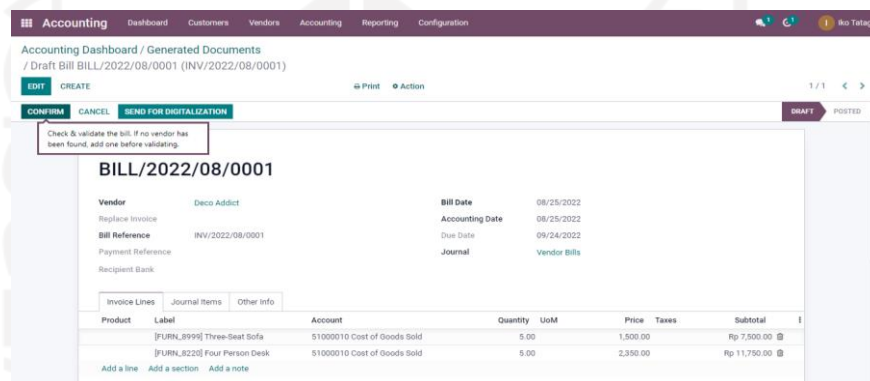 Accounting Dashboard Customers Vendors Accounting Reporting Configuration 1 1 I Iko Tatag
Accounting Dashboard / Generated Documents
/ Draft Bill BILL/2022/08/0001 (INV/2022/08/0001)
EDIT CREATE Print Action 1 / 1
CONFIRM CANCEL SEND FOR DIGITALIZATION DRAFT POSTED
Check & validate the bill. If no vendor has
been found, add one before validating.
BILL/2022/08/0001
Vendor Deco Addict Bill Date 08/25/2022
Replace Invoice Accounting Date 08/25/2022
Bill Reference INV/2022/08/0001 Due Date 09/24/2022
Payment Reference Journal Vendor Bills
Recipient Bank
Invoice Lines Journal Items Other Info
Product Label Account Quantity UoM Price Taxes Subtotal
[FURN_8999] Three-Seat Sofa 51000010 Cost of Goods Sold 5.00 1,500.00 Rp 7,500.00
[FURN_8220] Four Person Desk 51000010 Cost of Goods Sold 5.00 2,350.00 Rp 11,750.00
Add a line Add a section Add a note